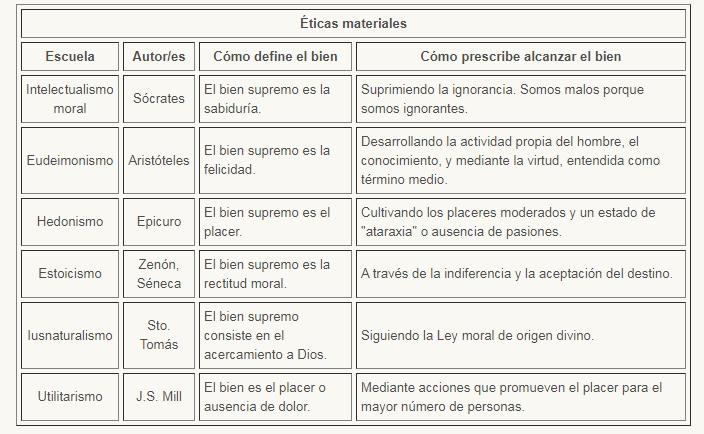 Éticas materiales
Escuela
Autor/es
Cómo define el bien
Cómo prescribe alcanzar el bien
Intelectualismo
moral
Sócrates
El bien supremo es la
sabiduría.
Suprimiendo la ignorancia. Somos malos porque
somos ignorantes.
Eudeimonismo
Aristóteles
El bien supremo es la
felicidad.
Desarrollando la actividad propia del hombre, el
conocimiento, y mediante la virtud, entendida como
término medio.
Hedonismo
Epicuro
El bien supremo es el
placer.
Cultivando los placeres moderados y un estado de
"ataraxia" o ausencia de pasiones.
Estoicismo
Zenón,
Séneca
El bien supremo es la
rectitud moral.
A través de la indiferencia y la aceptación del destino.
Iusnaturalismo
Sto.
Tomás
El bien supremo
consiste en el
acercamiento a Dios.
Siguiendo la Ley moral de origen divino.
Utilitarismo
J.S. Mill
El bien es el placer o
ausencia de dolor.
Mediante acciones que promueven el placer para el
mayor número de personas.